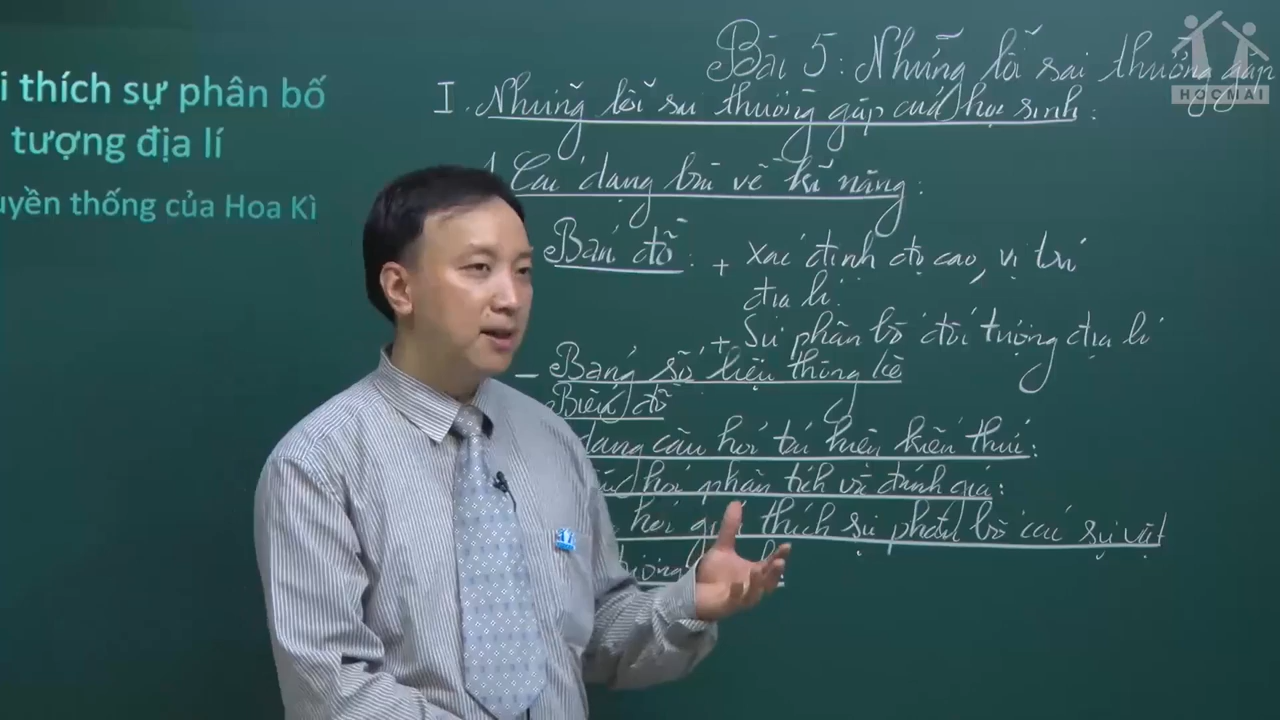 i thích sự phân bố
tượng địa lí
uyền thống của Hoa Kì
Bài 5: Những lỗi sai thường gặp
I. Những lỗi sai thường gặp của học sinh:
Các dạng bài về kĩ năng:
- Bản đồ: + Xác định độ cao, vị trí
địa lí.
+ Sự phân bố đối tượng địa lí
- Bảng số liệu thống kê
Biểu đồ
dạng câu hỏi tái hiện kiến thức:
hỏi phân tích và đánh giá:
hỏi giải thích sự phân bố các sự vật
HOCMAI